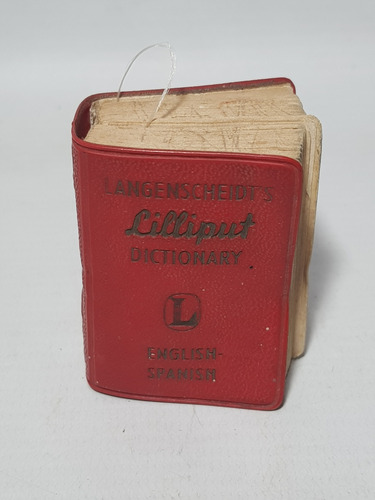 LANGENSCHEIDT'S
Lilliput
DICTIONARY
L
ENGLISH-
SPANISH